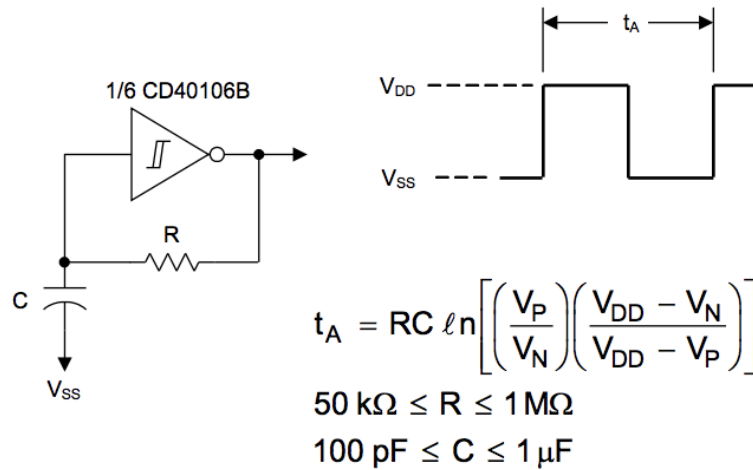 1/6 CD40106B
R
C
V_SS
t_A
V_DD
V_SS
t_A = RC ℓn[(V_P/V_N)((V_DD − V_N)/(V_DD − V_P))]
50 kΩ ≤ R ≤ 1 MΩ
100 pF ≤ C ≤ 1 µF